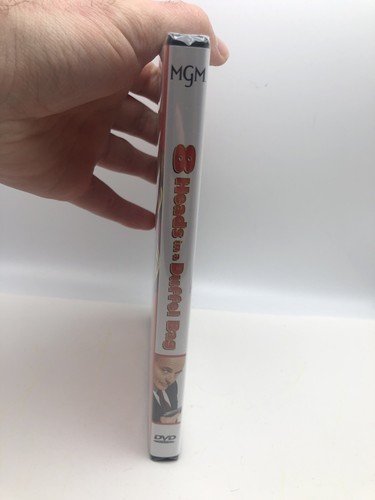 MGM
8 Heads in a Duffel Bag
DVD